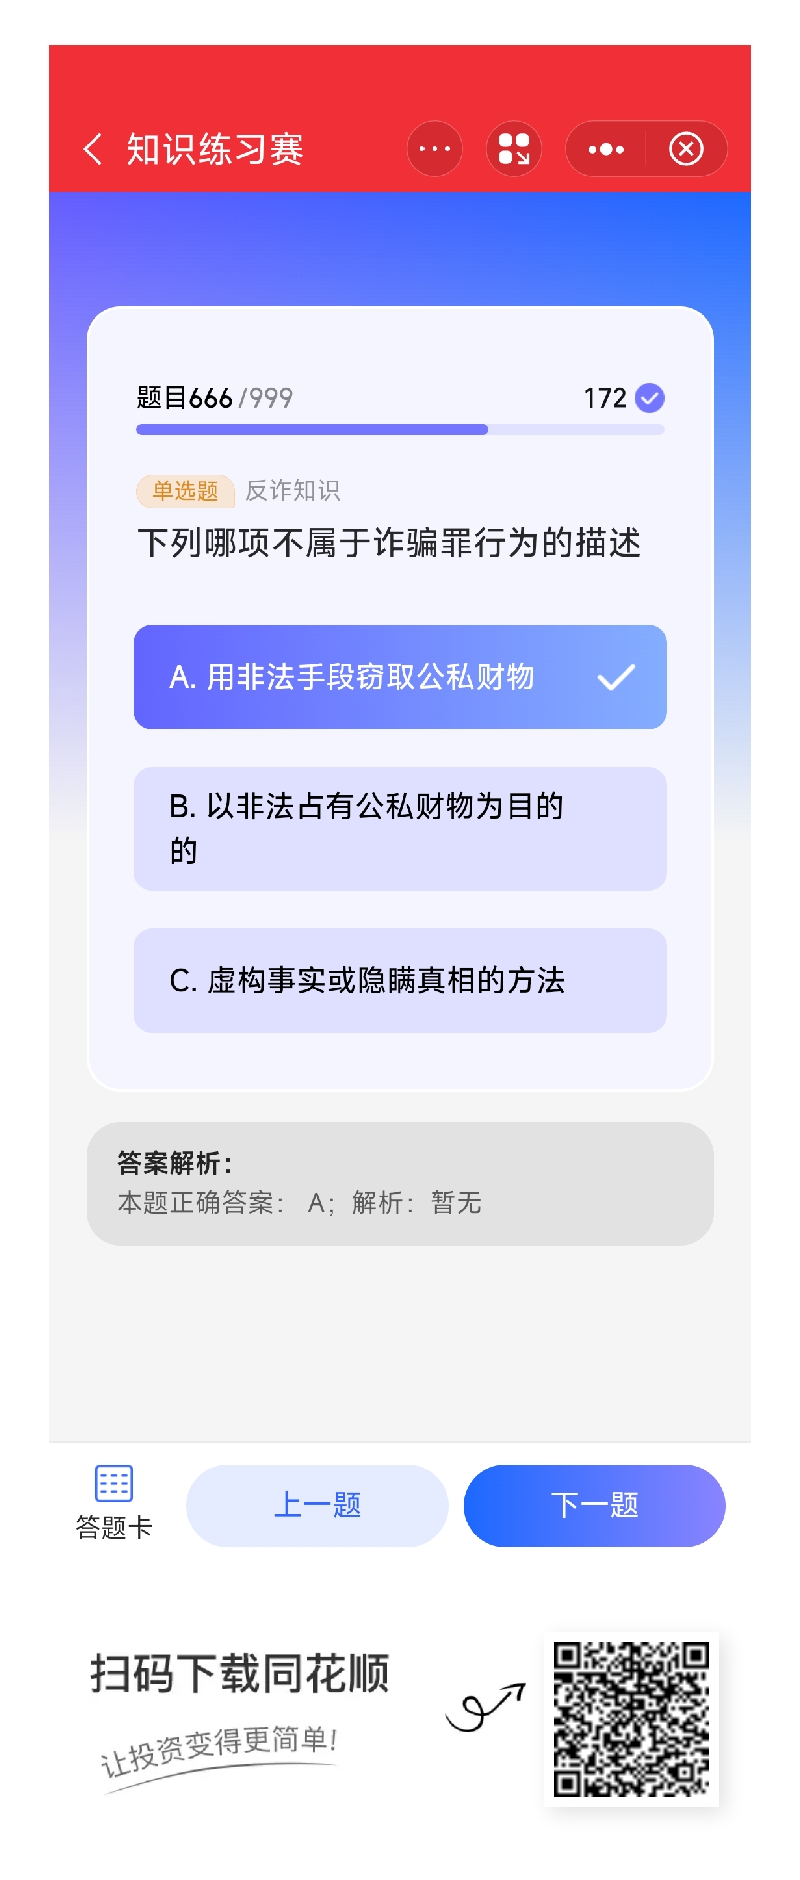 知识练习赛
题目666/999
172
单选题 反诈知识
下列哪项不属于诈骗罪行为的描述
A. 用非法手段窃取公私财物
B. 以非法占有公私财物为目的
的
C. 虚构事实或隐瞒真相的方法
答案解析：
本题正确答案： A；解析：暂无
答题卡
上一题
下一题
扫码下载同花顺
让投资变得更简单!